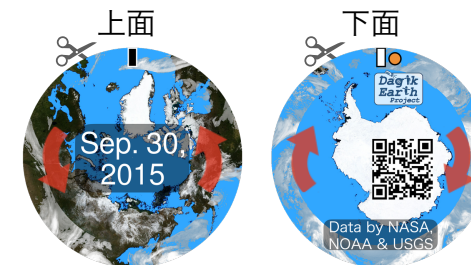 上面
下面
Sep. 30,
2015
Dagik
Earth
Project
Data by NASA,
NOAA & USGS